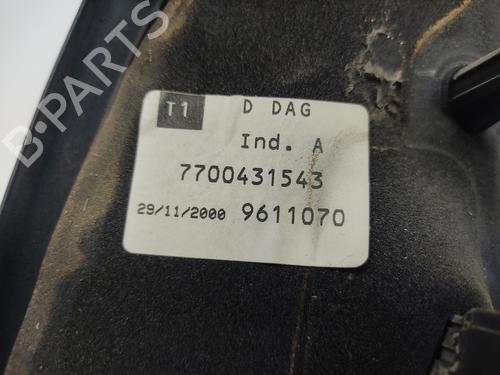 T1 D DAG
Ind. A
7700431543
29/11/2000 9611070
B-PARTS